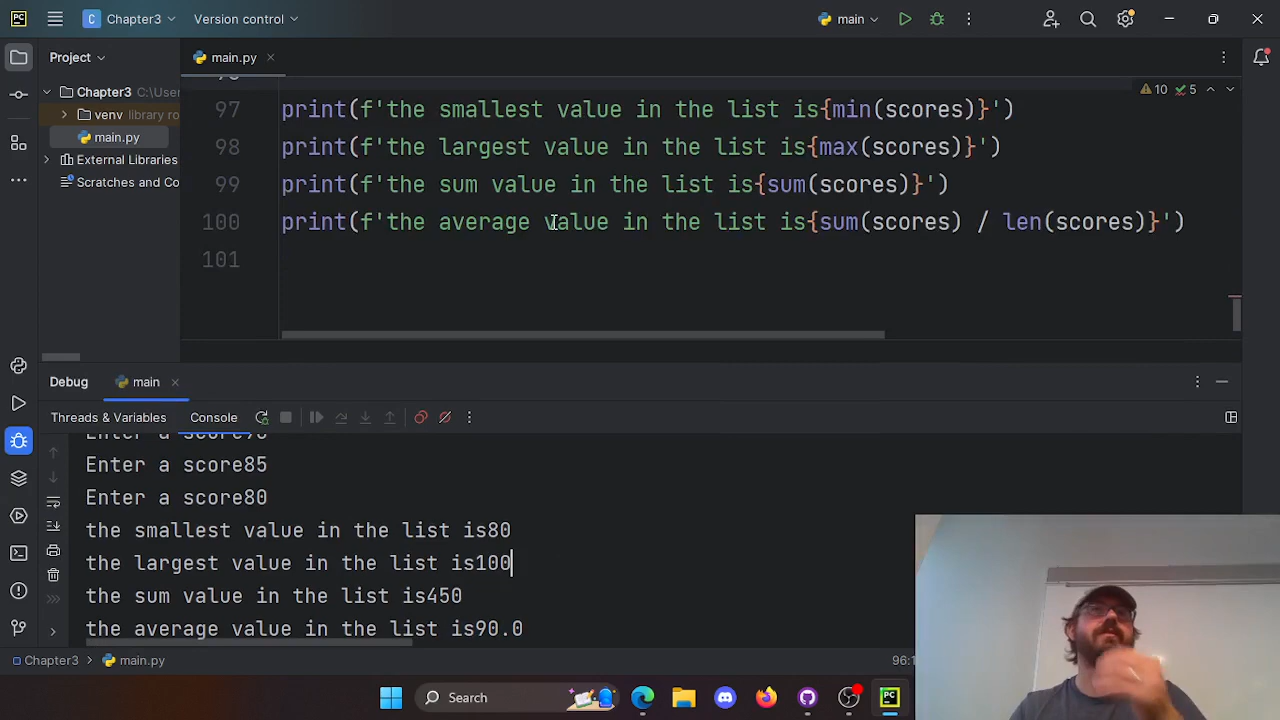 PC
C Chapter3
Version control
main
Project
main.py
Chapter3 C:\User
venv library ro
main.py
External Libraries
Scratches and Co
10 5
97 print(f'the smallest value in the list is{min(scores)}')
98 print(f'the largest value in the list is{max(scores)}')
99 print(f'the sum value in the list is{sum(scores)}')
100 print(f'the average value in the list is{sum(scores) / len(scores)}')
101
Debug
main
Threads & Variables
Console
Enter a score85
Enter a score80
the smallest value in the list is80
the largest value in the list is100
the sum value in the list is450
the average value in the list is90.0
Chapter3 main.py
96:1
Search
PC